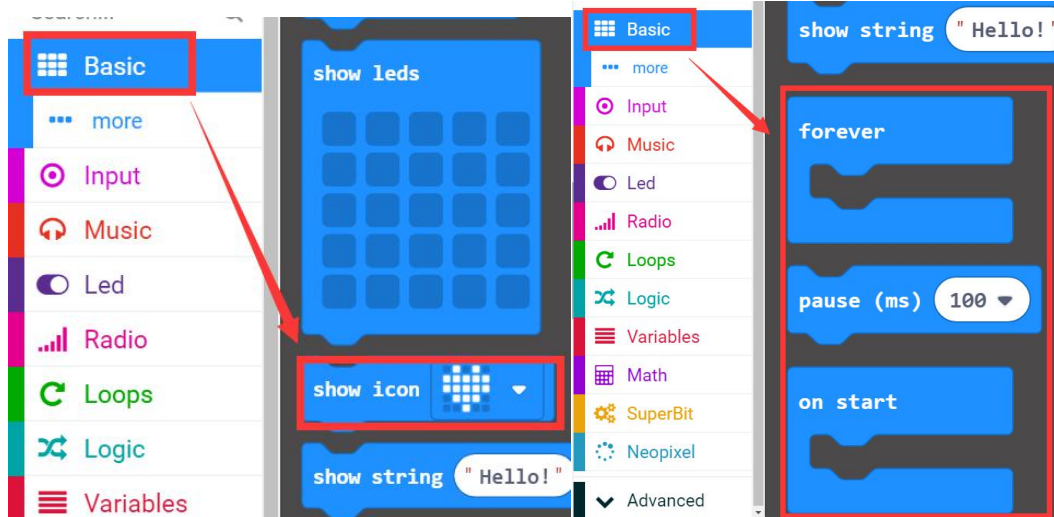 Basic
more
Input
Music
Led
Radio
Loops
Logic
Variables
show leds
show icon
show string "Hello!"
Basic
more
Input
Music
Led
Radio
Loops
Logic
Variables
Math
SuperBit
Neopixel
Advanced
show string "Hello!"
forever
pause (ms) 100
on start